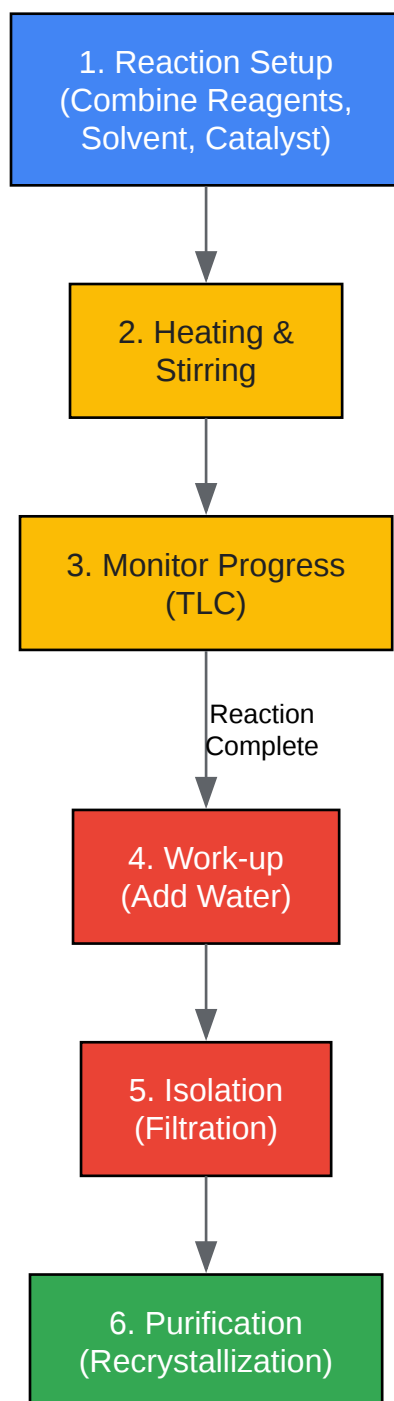 1. Reaction Setup
(Combine Reagents,
Solvent, Catalyst)
2. Heating &
Stirring
3. Monitor Progress
(TLC)
Reaction
Complete
4. Work-up
(Add Water)
5. Isolation
(Filtration)
6. Purification
(Recrystallization)